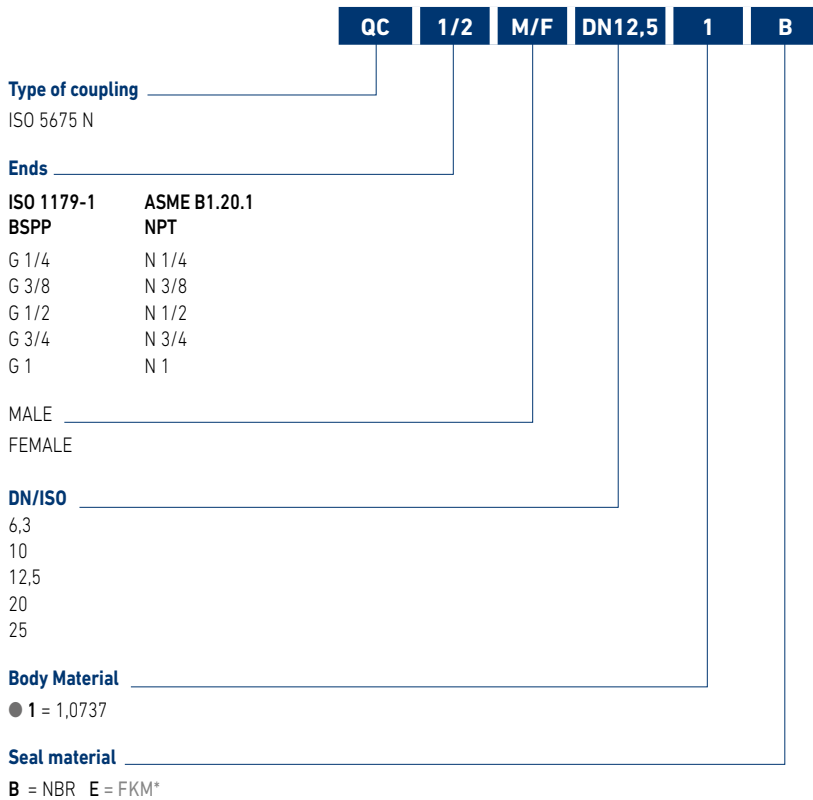 QC 1/2 M/F DN12,5 1 B
Type of coupling
ISO 5675 N
Ends
ISO 1179-1 ASME B1.20.1
BSPP NPT
G 1/4 N 1/4
G 3/8 N 3/8
G 1/2 N 1/2
G 3/4 N 3/4
G 1 N 1
MALE
FEMALE
DN/ISO
6,3
10
12,5
20
25
Body Material
1 = 1,0737
Seal material
B = NBR E = FKM*